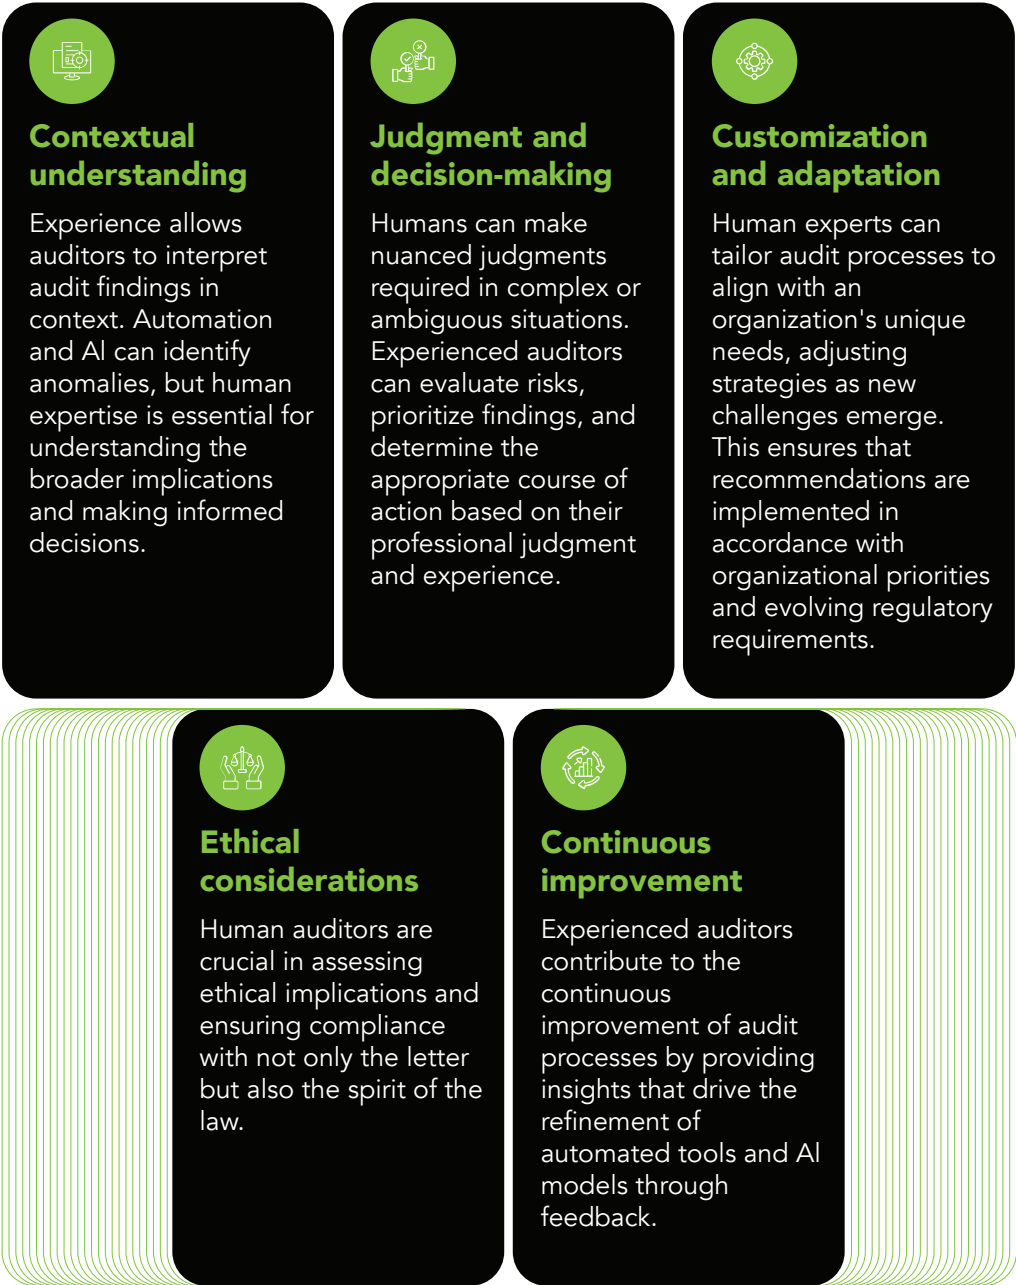 Contextual
understanding
Experience allows
auditors to interpret
audit findings in
context. Automation
and AI can identify
anomalies, but human
expertise is essential for
understanding the
broader implications
and making informed
decisions.
Judgment and
decision-making
Humans can make
nuanced judgments
required in complex or
ambiguous situations.
Experienced auditors
can evaluate risks,
prioritize findings, and
determine the
appropriate course of
action based on their
professional judgment
and experience.
Customization
and adaptation
Human experts can
tailor audit processes to
align with an
organization's unique
needs, adjusting
strategies as new
challenges emerge.
This ensures that
recommendations are
implemented in
accordance with
organizational priorities
and evolving regulatory
requirements.
Ethical
considerations
Human auditors are
crucial in assessing
ethical implications and
ensuring compliance
with not only the letter
but also the spirit of the
law.
Continuous
improvement
Experienced auditors
contribute to the
continuous
improvement of audit
processes by providing
insights that drive the
refinement of
automated tools and AI
models through
feedback.